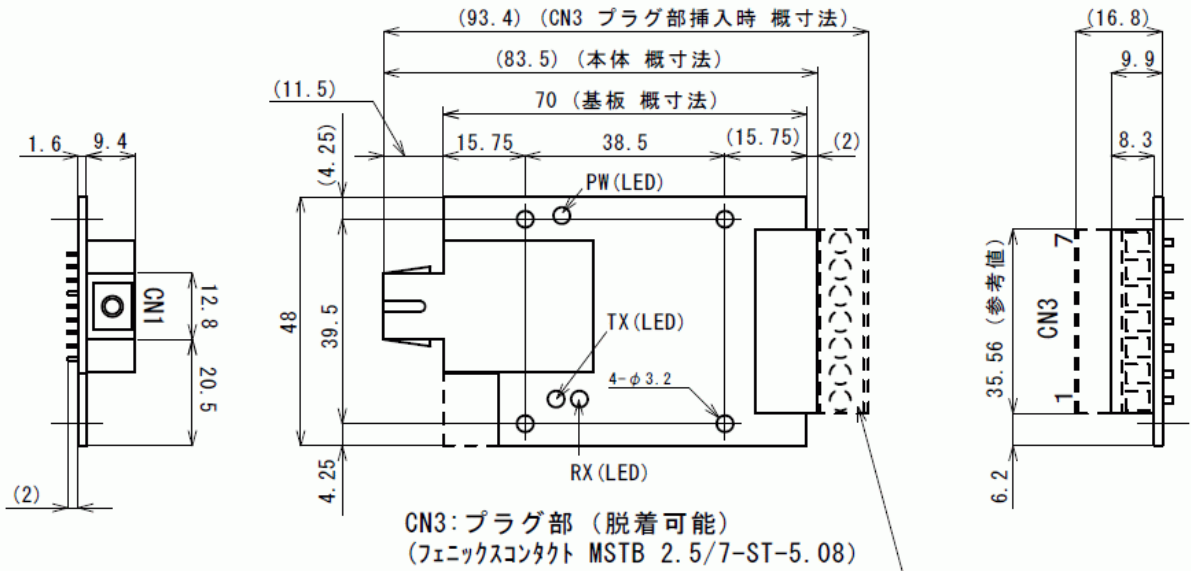 (93.4) (CN3 プラグ部挿入時 概寸法)
(16.8)
(83.5) (本体 概寸法)
9.9
(11.5)
70 (基板 概寸法)
1.6
9.4
(4.25)
15.75
38.5
(15.75)
(2)
8.3
PW(LED)
CN1
12.8
20.5
48
39.5
TX(LED)
4-φ3.2
35.56 (参考値)
CN3
7
1
RX(LED)
4.25
6.2
(2)
CN3:プラグ部 (脱着可能)
(フェニックスコンタクト MSTB 2.5/7-ST-5.08)